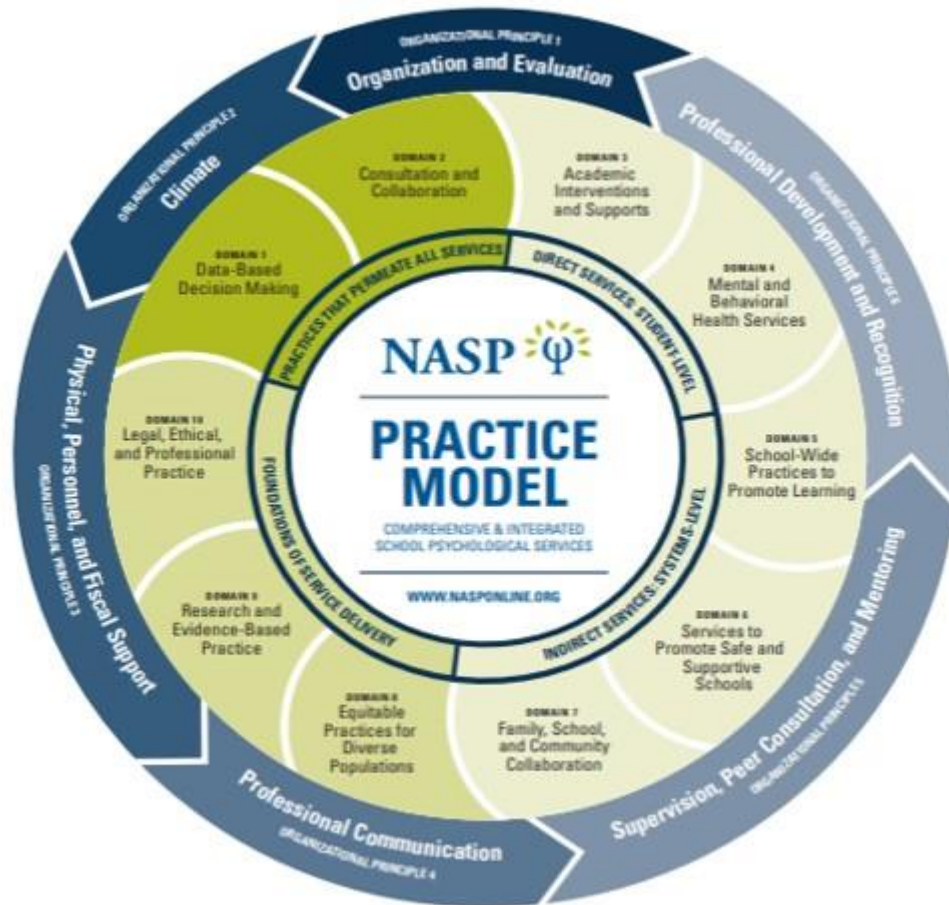 ORGANIZATIONAL PRINCIPLE 1
Organization and Evaluation
ORGANIZATIONAL PRINCIPLE 2
Climate
Physical, Personnel, and Fiscal Support
ORGANIZATIONAL PRINCIPLE 3
Professional Communication
ORGANIZATIONAL PRINCIPLE 4
Supervision, Peer Consultation, and Mentoring
ORGANIZATIONAL PRINCIPLE 5
Professional Development and Recognition
ORGANIZATIONAL PRINCIPLE 6
DOMAIN 1
Data-Based
Decision Making
DOMAIN 2
Consultation and
Collaboration
DOMAIN 3
Academic
Interventions
and Supports
DOMAIN 4
Mental and
Behavioral
Health Services
DOMAIN 5
School-Wide
Practices to
Promote Learning
DOMAIN 6
Services to
Promote Safe and
Supportive
Schools
DOMAIN 7
Family, School,
and Community
Collaboration
DOMAIN 8
Equitable
Practices for
Diverse
Populations
DOMAIN 9
Research and
Evidence-Based
Practice
DOMAIN 10
Legal, Ethical,
and Professional
Practice
PRACTICES THAT PERMEATE ALL SERVICES
DIRECT SERVICES: STUDENT-LEVEL
INDIRECT SERVICES: SYSTEMS-LEVEL
FOUNDATIONS OF SERVICE DELIVERY
NASP
PRACTICE
MODEL
COMPREHENSIVE & INTEGRATED
SCHOOL PSYCHOLOGICAL SERVICES
WWW.NASPONLINE.ORG